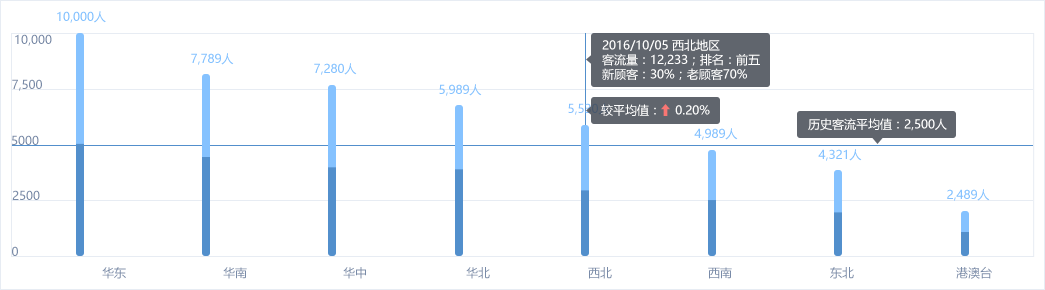 10,000人
10,000
7,789人
7,280人
7,500
5,989人
2016/10/05 西北地区
客流量：12,233；排名：前五
新顾客：30%；老顾客70%
较平均值： 0.20%
历史客流平均值：2,500人
4,989人
5000
4,321人
2500
2,489人
0
华东
华南
华中
华北
西北
西南
东北
港澳台